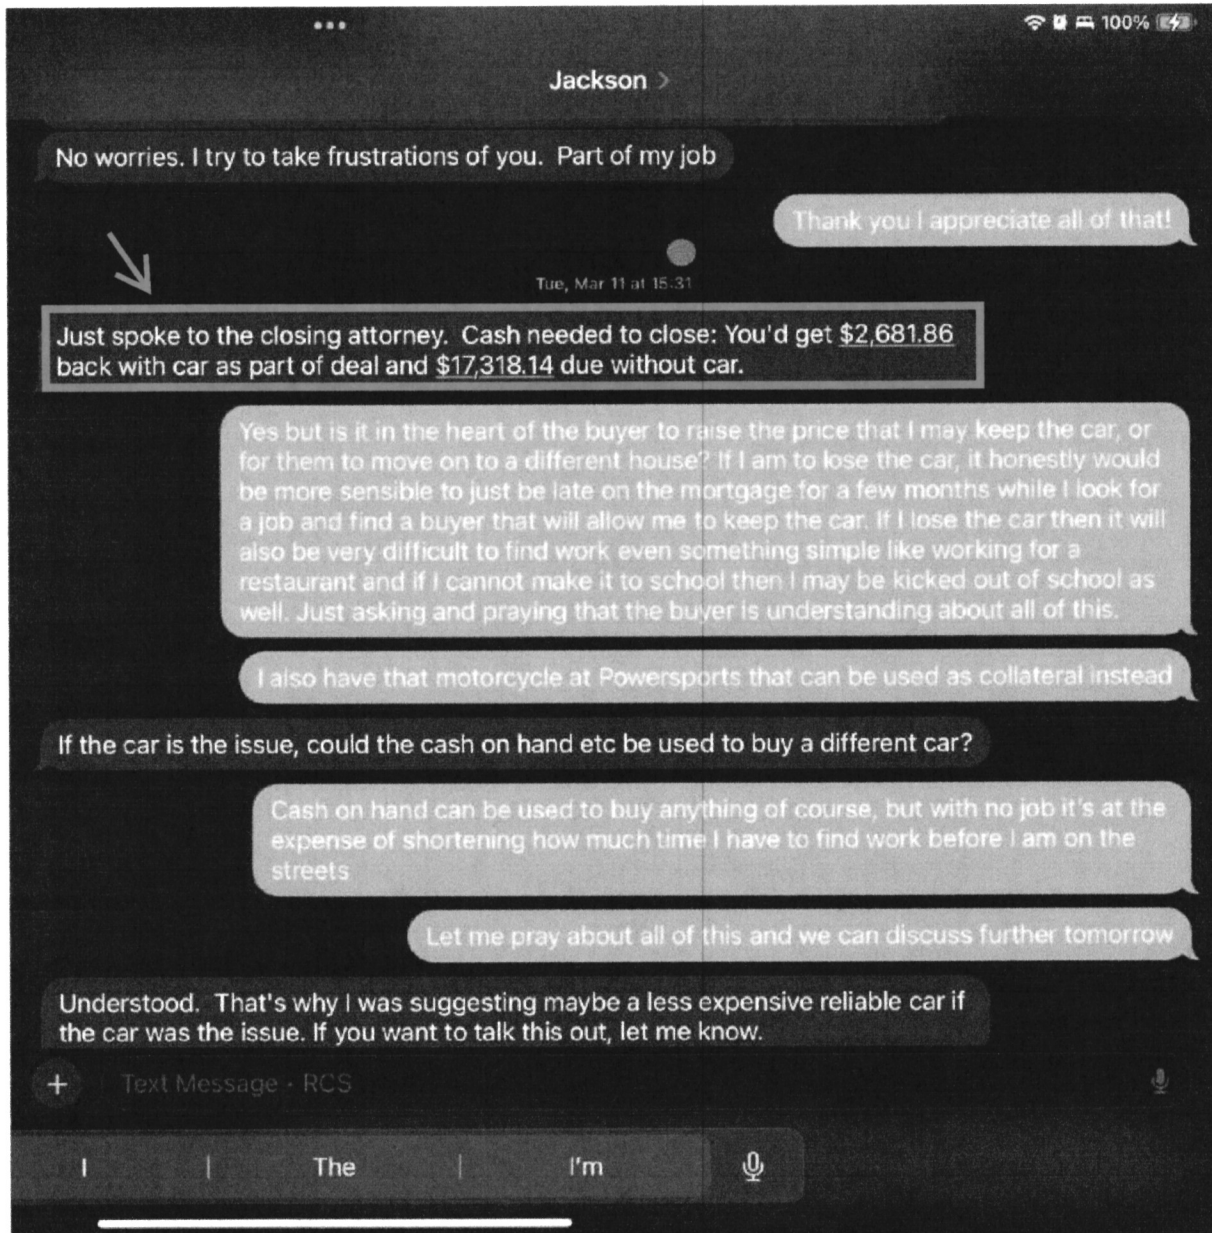 100%
Jackson >
No worries. I try to take frustrations of you. Part of my job
Thank you I appreciate all of that!
Tue, Mar 11 at 15:31
Just spoke to the closing attorney. Cash needed to close: You'd get $2,681.86
back with car as part of deal and $17,318.14 due without car.
Yes but is it in the heart of the buyer to raise the price that I may keep the car, or
for them to move on to a different house? If I am to lose the car, it honestly would
be more sensible to just be late on the mortgage for a few months while I look for
a job and find a buyer that will allow me to keep the car. If I lose the car then it will
also be very difficult to find work even something simple like working for a
restaurant and if I cannot make it to school then I may be kicked out of school as
well. Just asking and praying that the buyer is understanding about all of this.
I also have that motorcycle at Powersports that can be used as collateral instead
If the car is the issue, could the cash on hand etc be used to buy a different car?
Cash on hand can be used to buy anything of course, but with no job it's at the
expense of shortening how much time I have to find work before I am on the
streets
Let me pray about all of this and we can discuss further tomorrow
Understood. That's why I was suggesting maybe a less expensive reliable car if
the car was the issue. If you want to talk this out, let me know.
Text Message · RCS
I The I'm